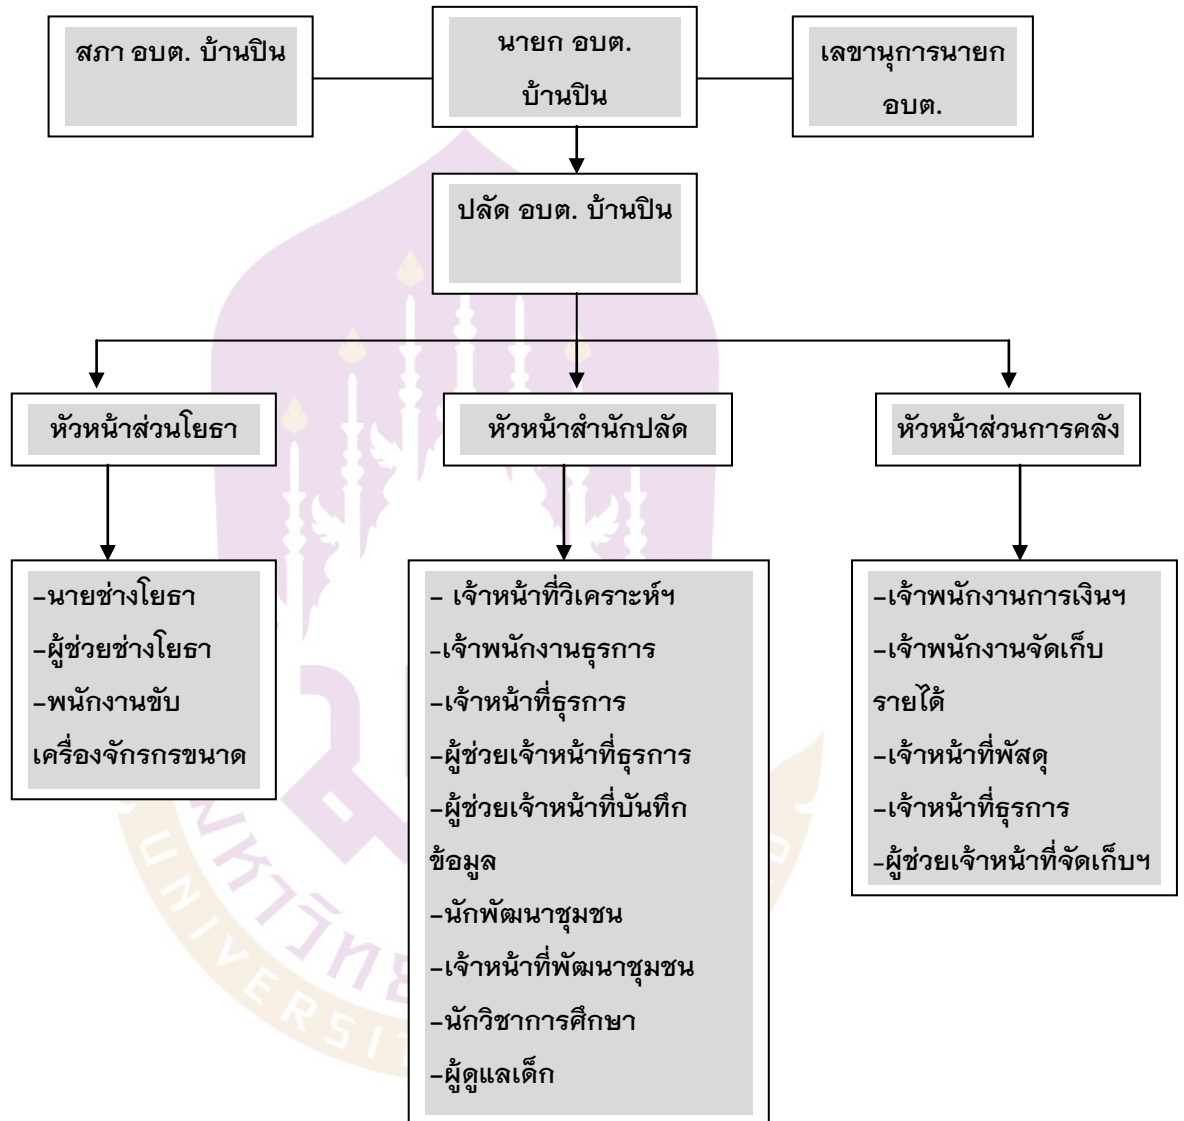 สภา อบต. บ้านปิน
นายก อบต.
บ้านปิน
เลขานุการนายก
อบต.
ปลัด อบต. บ้านปิน
หัวหน้าส่วนโยธา
หัวหน้าสำนักปลัด
หัวหน้าส่วนการคลัง
-นายช่างโยธา
-ผู้ช่วยช่างโยธา
-พนักงานขับ
เครื่องจักรกรขนาด
- เจ้าหน้าที่วิเคราะห์ฯ
-เจ้าพนักงานธุรการ
-เจ้าหน้าที่ธุรการ
-ผู้ช่วยเจ้าหน้าที่ธุรการ
-ผู้ช่วยเจ้าหน้าที่บันทึก
ข้อมูล
-นักพัฒนาชุมชน
-เจ้าหน้าที่พัฒนาชุมชน
-นักวิชาการศึกษา
-ผู้ดูแลเด็ก
-เจ้าพนักงานการเงินฯ
-เจ้าพนักงานจัดเก็บ
รายได้
-เจ้าหน้าที่พัสดุ
-เจ้าหน้าที่ธุรการ
-ผู้ช่วยเจ้าหน้าที่จัดเก็บฯ